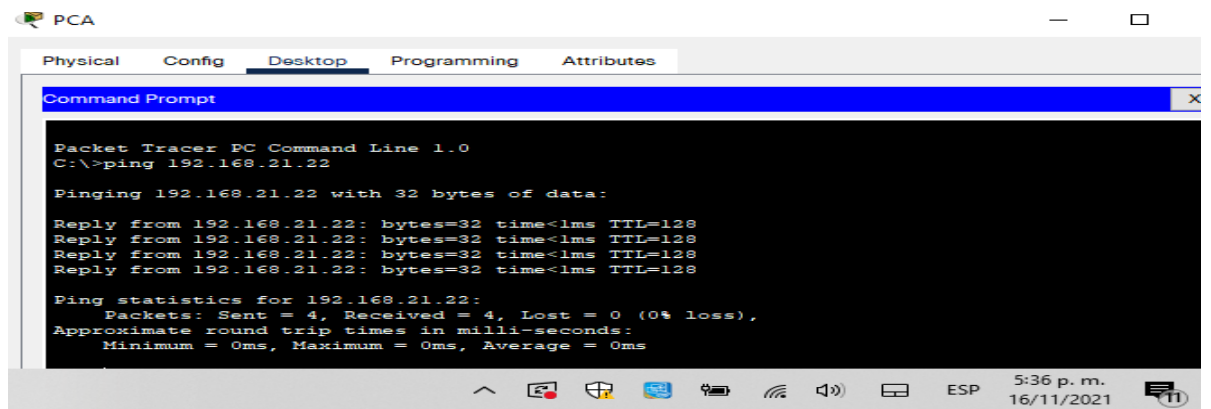 PCA
Physical Config Desktop Programming Attributes
Command Prompt
X
Packet Tracer PC Command Line 1.0
C:\>ping 192.168.21.22
Pinging 192.168.21.22 with 32 bytes of data:
Reply from 192.168.21.22: bytes=32 time<1ms TTL=128
Reply from 192.168.21.22: bytes=32 time<1ms TTL=128
Reply from 192.168.21.22: bytes=32 time<1ms TTL=128
Reply from 192.168.21.22: bytes=32 time<1ms TTL=128
Ping statistics for 192.168.21.22:
Packets: Sent = 4, Received = 4, Lost = 0 (0% loss),
Approximate round trip times in milli-seconds:
Minimum = 0ms, Maximum = 0ms, Average = 0ms
ESP
5:36 p. m.
16/11/2021
11